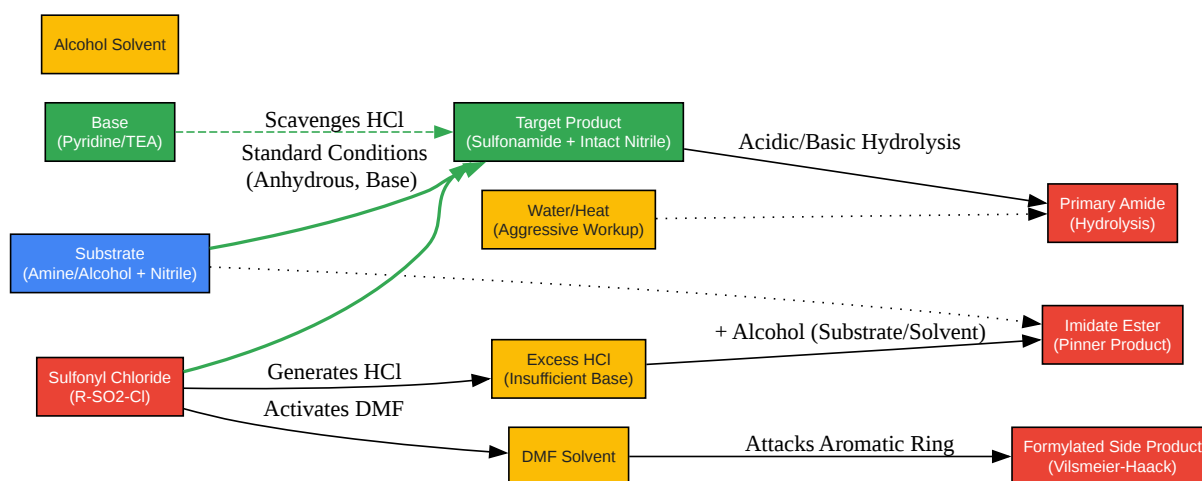 Alcohol Solvent
Base
(Pyridine/TEA)
Scavenges HCl
Standard Conditions
(Anhydrous, Base)
Target Product
(Sulfonamide + Intact Nitrile)
Acidic/Basic Hydrolysis
Water/Heat
(Aggressive Workup)
Primary Amide
(Hydrolysis)
Substrate
(Amine/Alcohol + Nitrile)
+ Alcohol (Substrate/Solvent)
Imidate Ester
(Pinner Product)
Sulfonyl Chloride
(R-SO2-Cl)
Generates HCl
Activates DMF
Excess HCl
(Insufficient Base)
DMF Solvent
Attacks Aromatic Ring
Formylated Side Product
(Vilsmeier-Haack)